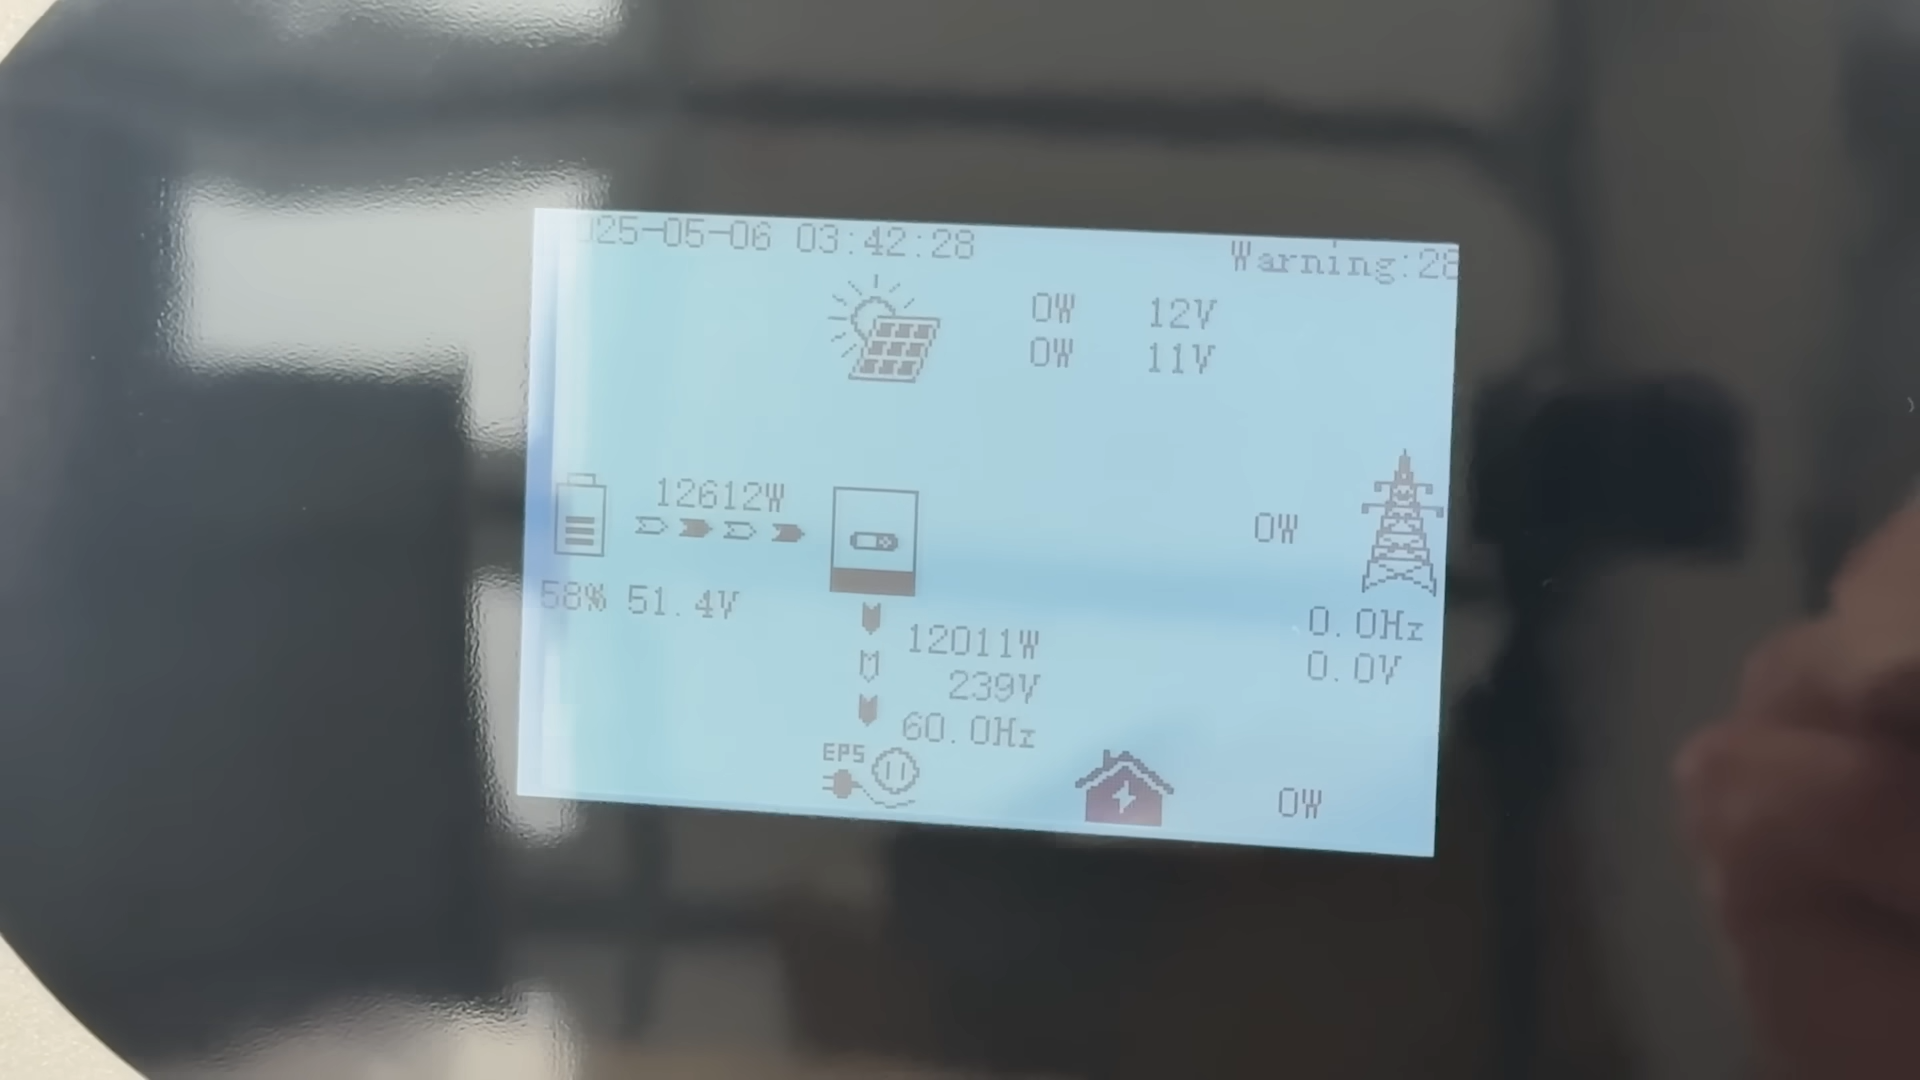 025-05-06 03:42:28
Warning:28
0W 12V
0W 11V
12612W
0W
58% 51.4V
12011W
239V
60.0Hz
0.0Hz
0.0V
EPS
0W